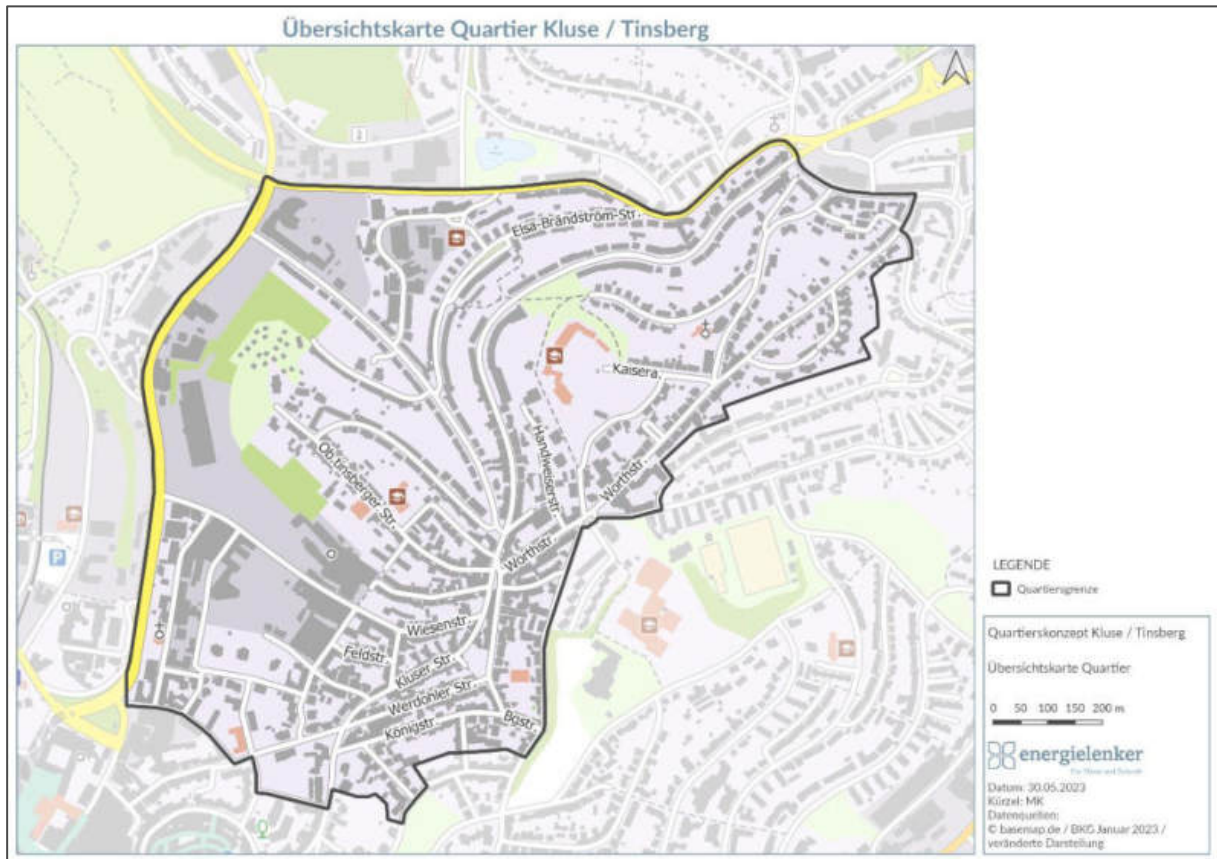 Übersichtskarte Quartier Kluse / Tinsberg
Elsa-Brandström-Str.
Kaisera.
Handweiserstr.
Ob.tinsberger Str.
Worthstr.
Worthstr.
Wiesenstr.
Feldstr.
Kluser Str.
Werdohler Str.
Königstr.
Bgstr.
P
LEGENDE
Quartiersgrenze
Quartierskonzept Kluse / Tinsberg
Übersichtskarte Quartier
0 50 100 150 200 m
energielenker
Datum: 30.05.2023
Kürzel: MK
Datenquellen:
© basemap.de / BKG Januar 2023 /
veränderte Darstellung